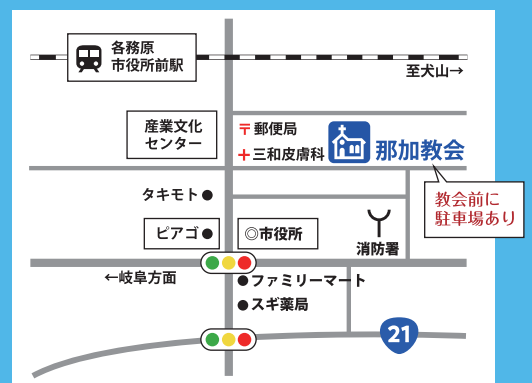 各務原
市役所前駅
至犬山→
産業文化
センター
〒郵便局
三和皮膚科
那加教会
教会前に
駐車場あり
タキモト●
ピアゴ●
◎市役所
消防署
←岐阜方面
●ファミリーマート
●スギ薬局
21